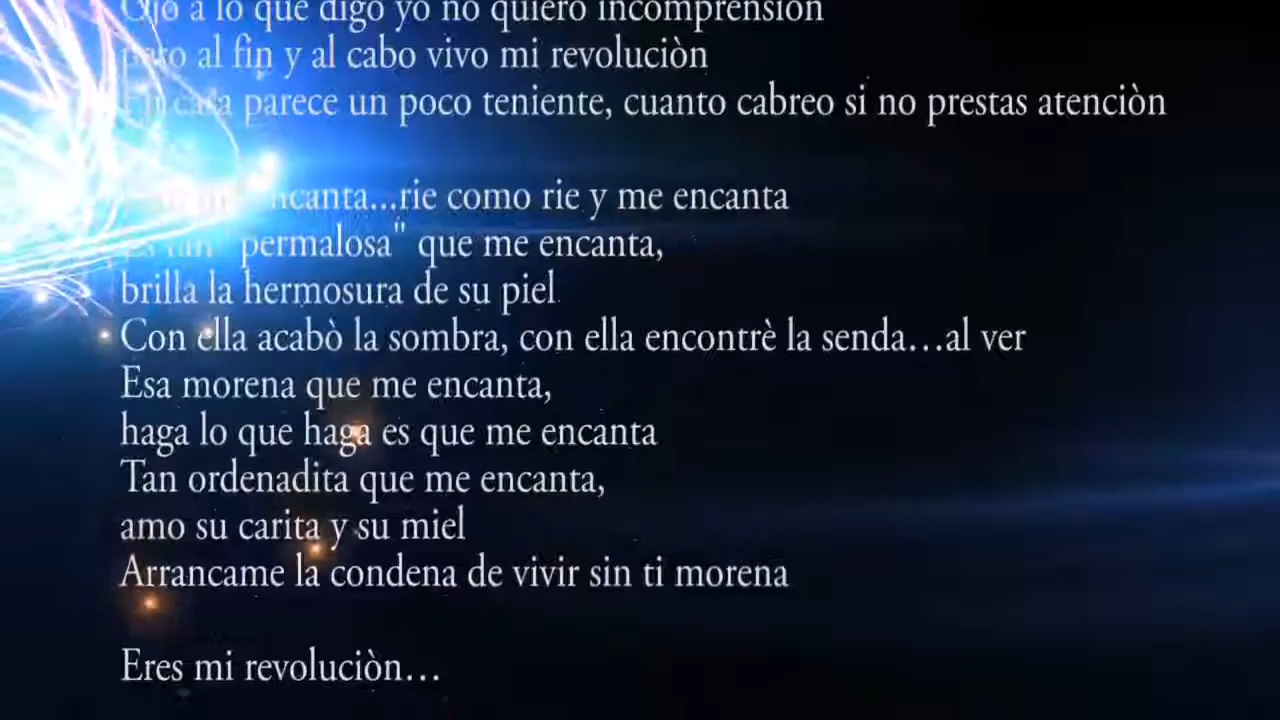 Ojo a lo que digo yo no quiero incomprensiòn
pero al fin y al cabo vivo mi revoluciòn
parece un poco teniente, cuanto cabreo si no prestas atenciòn
encanta...rie como rie y me encanta
Es tan "permalosa" que me encanta,
brilla la hermosura de su piel
Con ella acabò la sombra, con ella encontrè la senda...al ver
Esa morena que me encanta,
haga lo que haga es que me encanta
Tan ordenadita que me encanta,
amo su carita y su miel
Arrancame la condena de vivir sin ti morena
Eres mi revoluciòn...